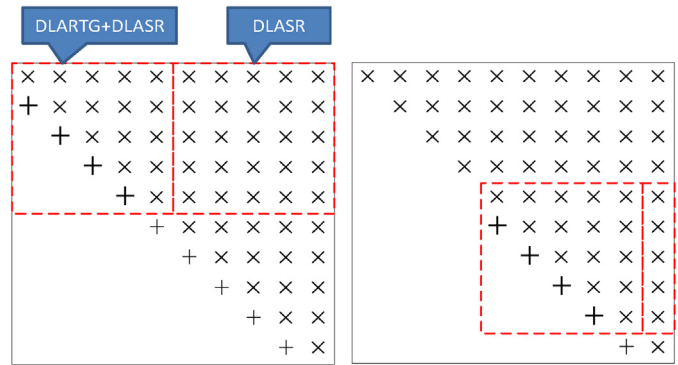 DLARTG+DLASR
DLASR
× × × × × × × × × ×
+ × × × × × × × × ×
+ × × × × × × × ×
+ × × × × × × ×
+ × × × × × ×
+ × × × × ×
+ × × × ×
+ × × ×
+ × ×
+ ×
× × × × × × × × × ×
× × × × × × × × ×
× × × × × × × ×
× × × × × × ×
× × × × × ×
+ × × × × ×
+ × × × ×
+ × × ×
+ × ×
+ ×